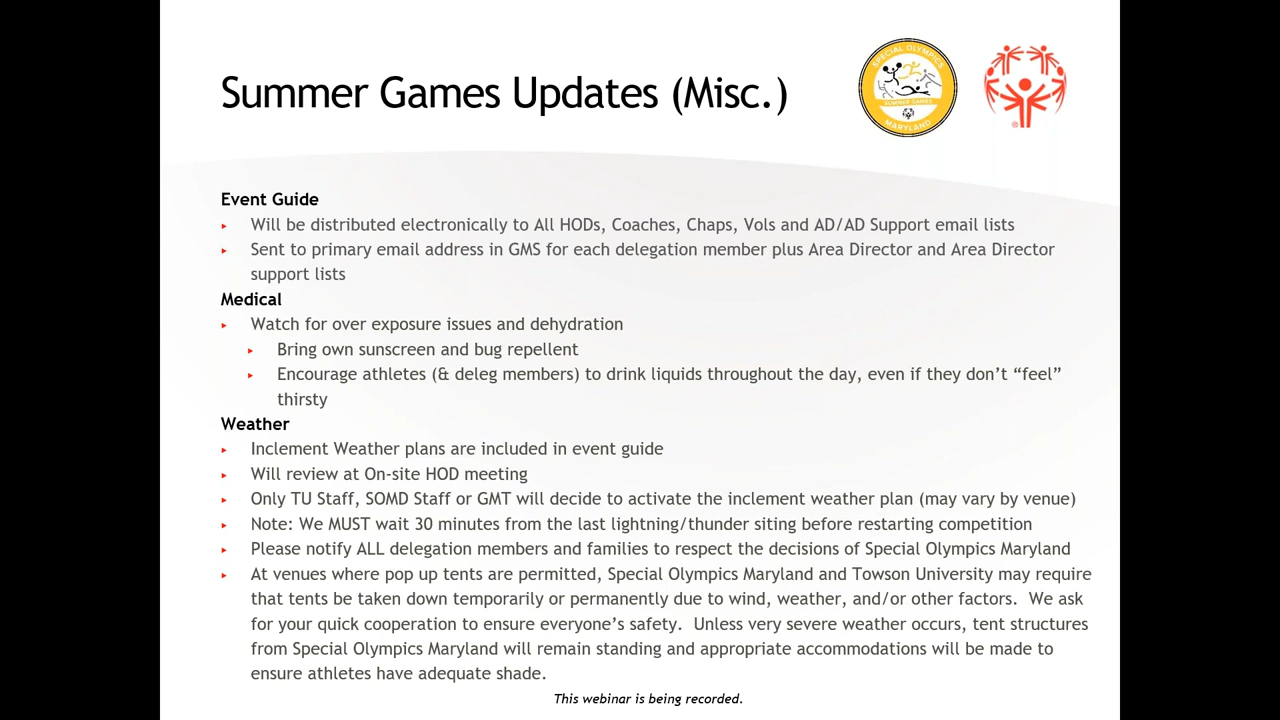 Summer Games Updates (Misc.)
SPECIAL OLYMPICS
SUMMER GAMES
MARYLAND
®
Event Guide
▸ Will be distributed electronically to All HODs, Coaches, Chaps, Vols and AD/AD Support email lists
▸ Sent to primary email address in GMS for each delegation member plus Area Director and Area Director
support lists
Medical
▸ Watch for over exposure issues and dehydration
▸ Bring own sunscreen and bug repellent
▸ Encourage athletes (& deleg members) to drink liquids throughout the day, even if they don’t “feel”
thirsty
Weather
▸ Inclement Weather plans are included in event guide
▸ Will review at On-site HOD meeting
▸ Only TU Staff, SOMD Staff or GMT will decide to activate the inclement weather plan (may vary by venue)
▸ Note: We MUST wait 30 minutes from the last lightning/thunder siting before restarting competition
▸ Please notify ALL delegation members and families to respect the decisions of Special Olympics Maryland
▸ At venues where pop up tents are permitted, Special Olympics Maryland and Towson University may require
that tents be taken down temporarily or permanently due to wind, weather, and/or other factors.  We ask
for your quick cooperation to ensure everyone’s safety.  Unless very severe weather occurs, tent structures
from Special Olympics Maryland will remain standing and appropriate accommodations will be made to
ensure athletes have adequate shade.
This webinar is being recorded.